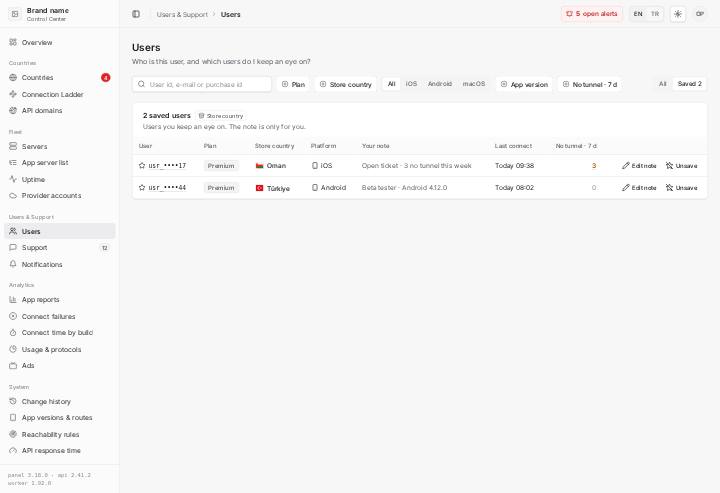 Brand name
Control Center
Users & Support > Users
5 open alerts
EN TR
OP
Overview
Countries
Countries 4
Connection Ladder
API domains
Fleet
Servers
App server list
Uptime
Provider accounts
Users & Support
Users
Support 12
Notifications
Analytics
App reports
Connect failures
Connect time by build
Usage & protocols
Ads
System
Change history
App versions & routes
Reachability rules
API response time
panel 3.18.0 · api 2.41.2
worker 1.92.0
Users
Who is this user, and which users do I keep an eye on?
User id, e-mail or purchase id
Plan
Store country
All iOS Android macOS
App version
No tunnel · 7 d
All Saved 2
2 saved users Store country
Users you keep an eye on. The note is only for you.
User Plan Store country Platform Your note Last connect No tunnel · 7 d
usr_••••17 Premium Oman iOS Open ticket · 3 no tunnel this week Today 09:38 3 Edit note Unsave
usr_••••44 Premium Türkiye Android Beta tester · Android 4.12.0 Today 08:02 0 Edit note Unsave